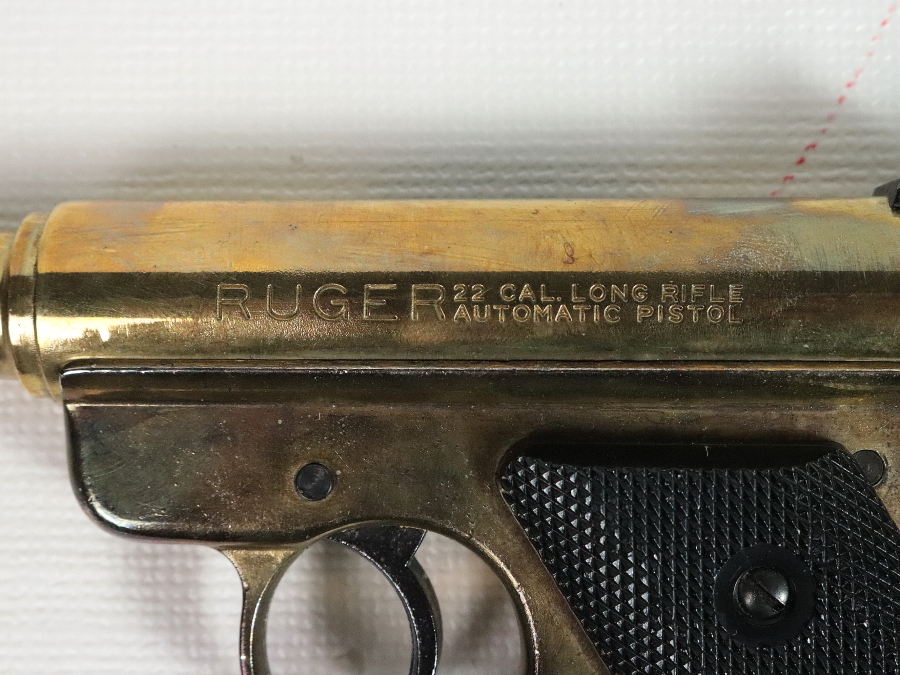 RUGER
22 CAL. LONG RIFLE
AUTOMATIC PISTOL